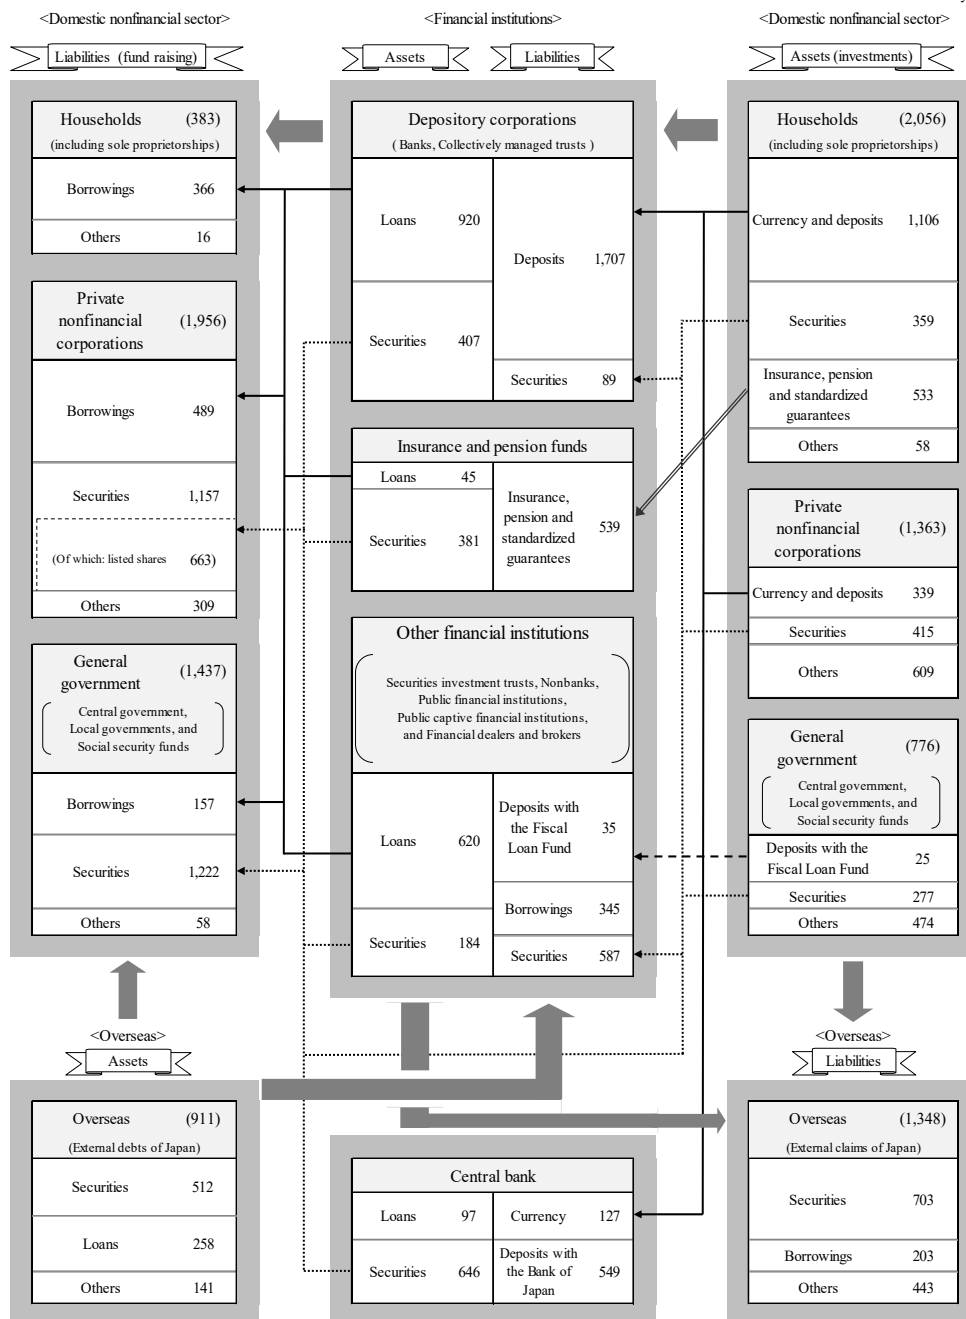 <Domestic nonfinancial sector>
Liabilities (fund raising)
Households (383)
(including sole proprietorships)
Borrowings 366
Others 16
Private
nonfinancial (1,956)
corporations
Borrowings 489
Securities 1,157
(Of which: listed shares 663)
Others 309
General
government (1,437)
Central government,
Local governments, and
Social security funds
Borrowings 157
Securities 1,222
Others 58
<Overseas>
Assets
Overseas (911)
(External debts of Japan)
Securities 512
Loans 258
Others 141
<Financial institutions>
Assets
Liabilities
Depository corporations
( Banks, Collectively managed trusts )
Loans 920
Securities 407
Deposits 1,707
Securities 89
Insurance and pension funds
Loans 45
Securities 381
Insurance,
pension and
standardized 539
guarantees
Other financial institutions
Securities investment trusts, Nonbanks,
Public financial institutions,
Public captive financial institutions,
and Financial dealers and brokers
Loans 620
Securities 184
Deposits with
the Fiscal 35
Loan Fund
Borrowings 345
Securities 587
Central bank
Loans 97
Securities 646
Currency 127
Deposits with
the Bank of 549
Japan
<Domestic nonfinancial sector>
Assets (investments)
Households (2,056)
(including sole proprietorships)
Currency and deposits 1,106
Securities 359
Insurance, pension
and standardized 533
guarantees
Others 58
Private
nonfinancial (1,363)
corporations
Currency and deposits 339
Securities 415
Others 609
General
government (776)
Central government,
Local governments, and
Social security funds
Deposits with the
Fiscal Loan Fund 25
Securities 277
Others 474
<Overseas>
Liabilities
Overseas (1,348)
(External claims of Japan)
Securities 703
Borrowings 203
Others 443